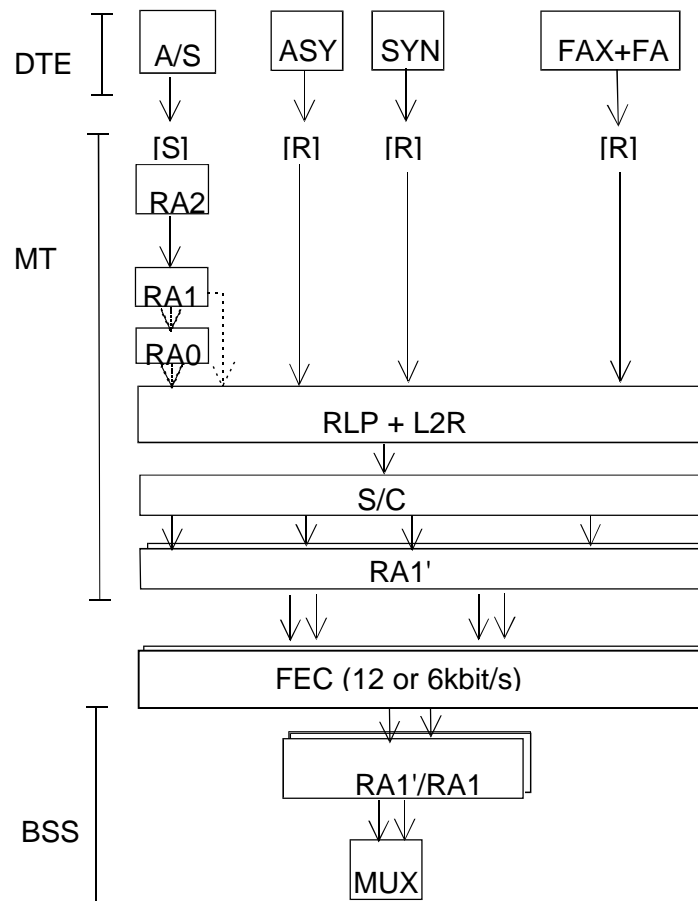 DTE
A/S
ASY
SYN
FAX+FA
[S]
[R]
[R]
[R]
MT
RA2
RA1
RA0
RLP + L2R
S/C
RA1'
FEC (12 or 6kbit/s)
RA1'/RA1
BSS
MUX